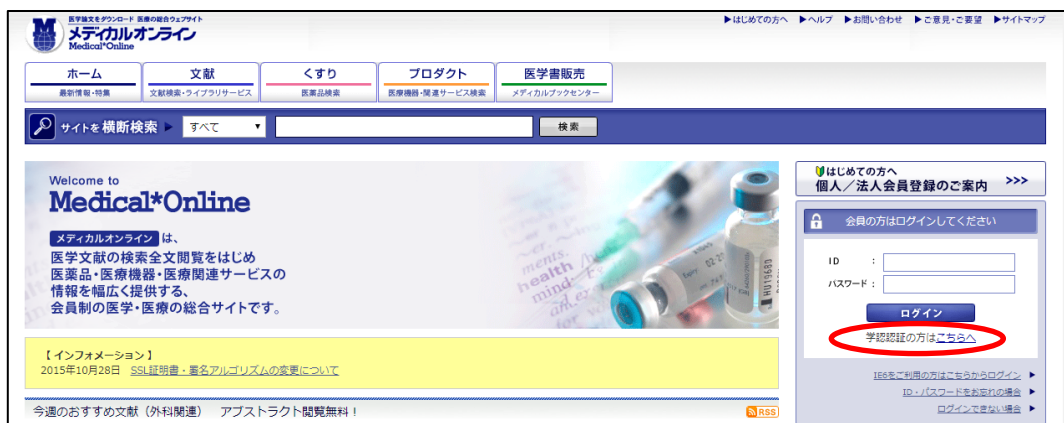 医学論文をダウンロード 医療の総合ウェブサイト
メディカルオンライン
Medical*Online
▶はじめての方へ ▶ヘルプ ▶お問い合わせ ▶ご意見・ご要望 ▶サイトマップ
ホーム 文献 くすり プロダクト 医学書販売
最新情報・特集 文献検索・ライブラリサービス 医薬品検索 医療機器・関連サービス検索 メディカルブックセンター
サイトを横断検索 ▶ すべて ▼ 検索
Welcome to
Medical*Online
メディカルオンライン は、
医学文献の検索全文閲覧をはじめ
医薬品・医療機器・医療関連サービスの
情報を幅広く提供する、
会員制の医学・医療の総合サイトです。
ments.
health
mind
HU19680
はじめての方へ
個人／法人会員登録のご案内 >>>
会員の方はログインしてください
ID :
パスワード :
ログイン
学認認証の方はこちらへ
IE6をご利用の方はこちらからログイン ▶
ID・パスワードをお忘れの場合 ▶
ログインできない場合 ▶
【インフォメーション】
2015年10月28日 SSL証明書・署名アルゴリズムの変更について
今週のおすすめ文献（外科関連） アブストラクト閲覧無料！ RSS